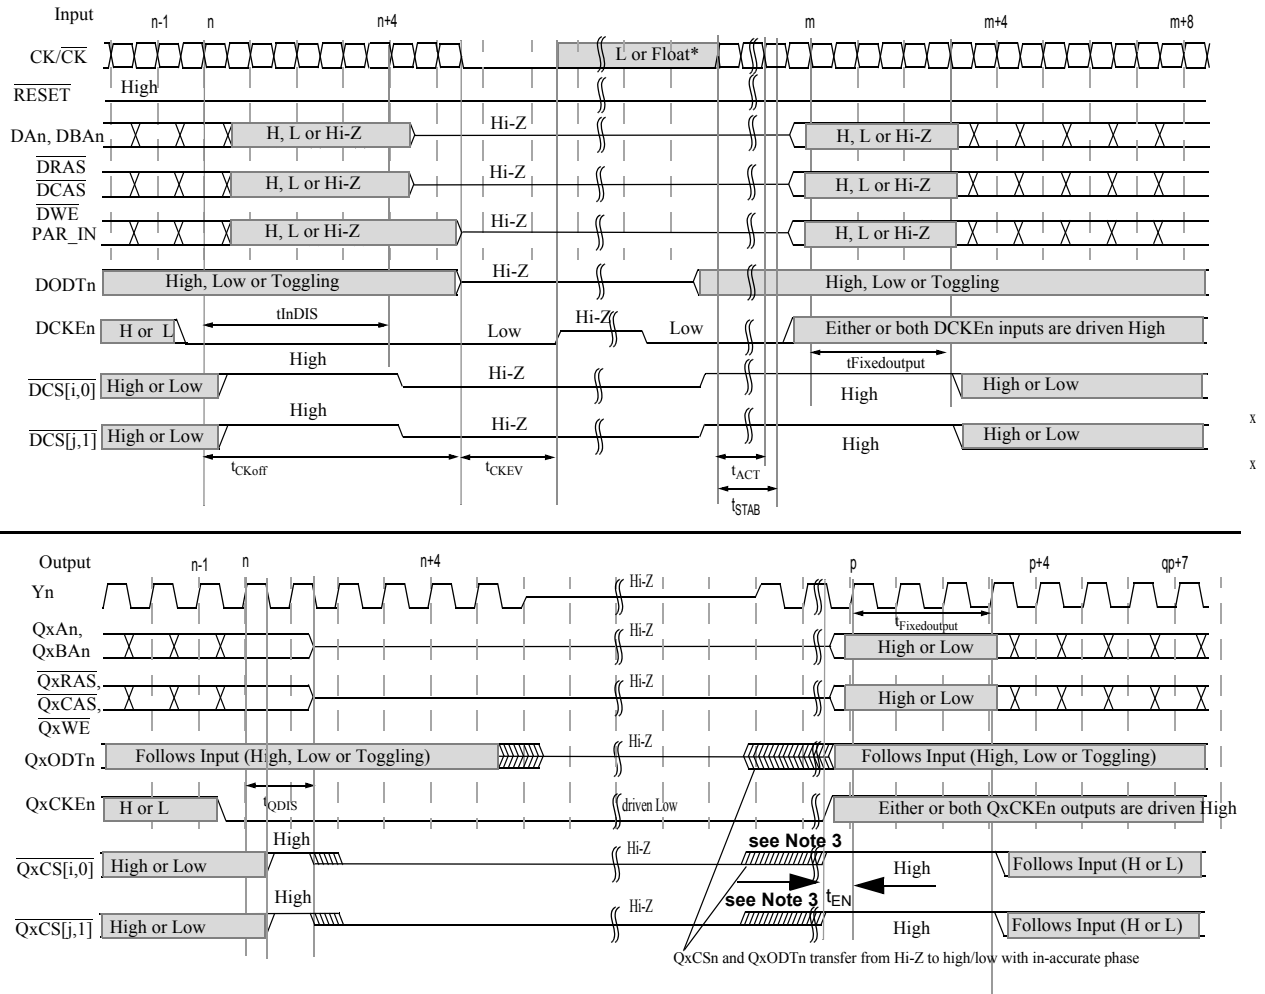 Input
n-1 n n+4 m m+4 m+8
CK/CK L or Float*
RESET High
DAn, DBAn H, L or Hi-Z Hi-Z H, L or Hi-Z
DRAS
DCAS H, L or Hi-Z Hi-Z H, L or Hi-Z
DWE
PAR_IN H, L or Hi-Z Hi-Z H, L or Hi-Z
DODTn High, Low or Toggling Hi-Z High, Low or Toggling
DCKEn H or L tInDIS Low Hi-Z Low Either or both DCKEn inputs are driven High
tFixedoutput
DCS[i,0] High or Low High Hi-Z High High or Low
DCS[j,1] High or Low High Hi-Z High High or Low
x
tCKoff tCKEV tACT
x
tSTAB
Output
n-1 n n+4 p p+4 qp+7
Yn Hi-Z
tFixedoutput
QxAn,
QxBAn Hi-Z High or Low
QxRAS,
QxCAS, Hi-Z High or Low
QxWE
QxODTn Follows Input (High, Low or Toggling) Hi-Z Follows Input (High, Low or Toggling)
QxCKEn H or L tQDIS driven Low Either or both QxCKEn outputs are driven High
see Note 3
QxCS[i,0] High or Low High Hi-Z High Follows Input (H or L)
see Note 3 tEN
QxCS[j,1] High or Low High Hi-Z High Follows Input (H or L)
QxCSn and QxODTn transfer from Hi-Z to high/low with in-accurate phase